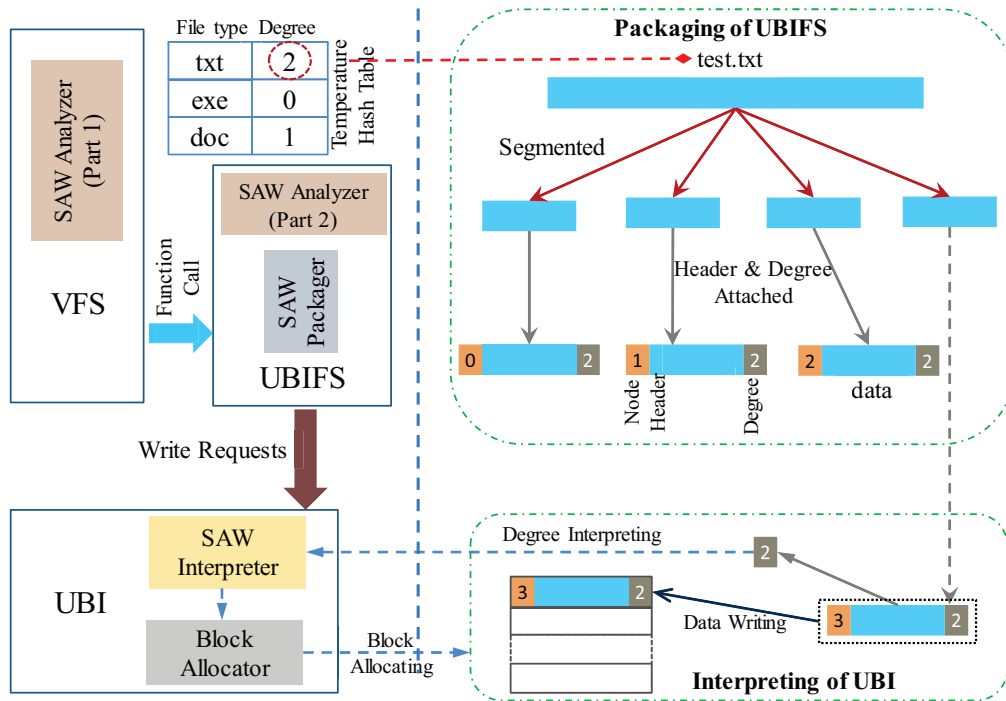 File type Degree
txt 2
exe 0
doc 1
Temperature
Hash Table
SAW Analyzer
(Part 1)
VFS
Function
Call
SAW Analyzer
(Part 2)
SAW
Packager
UBIFS
Write Requests
UBI
SAW
Interpreter
Block
Allocator
Block
Allocating
Packaging of UBIFS
test.txt
Segmented
Header & Degree
Attached
0 2
1 2
2 2
Node
Header
Degree
data
Degree Interpreting
2
3 2
3 2
Data Writing
Interpreting of UBI